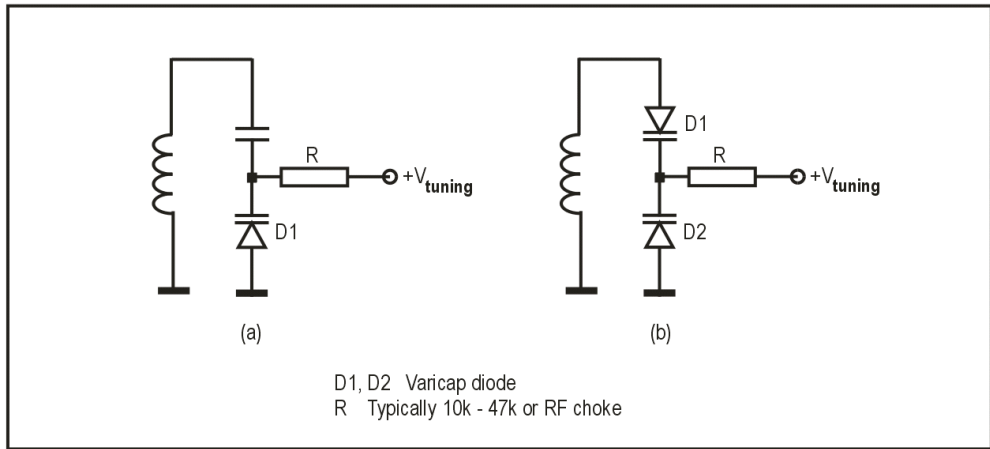 R
+Vtuning
D1
(a)
D1
R
+Vtuning
D2
(b)
D1, D2 Varicap diode
R Typically 10k - 47k or RF choke